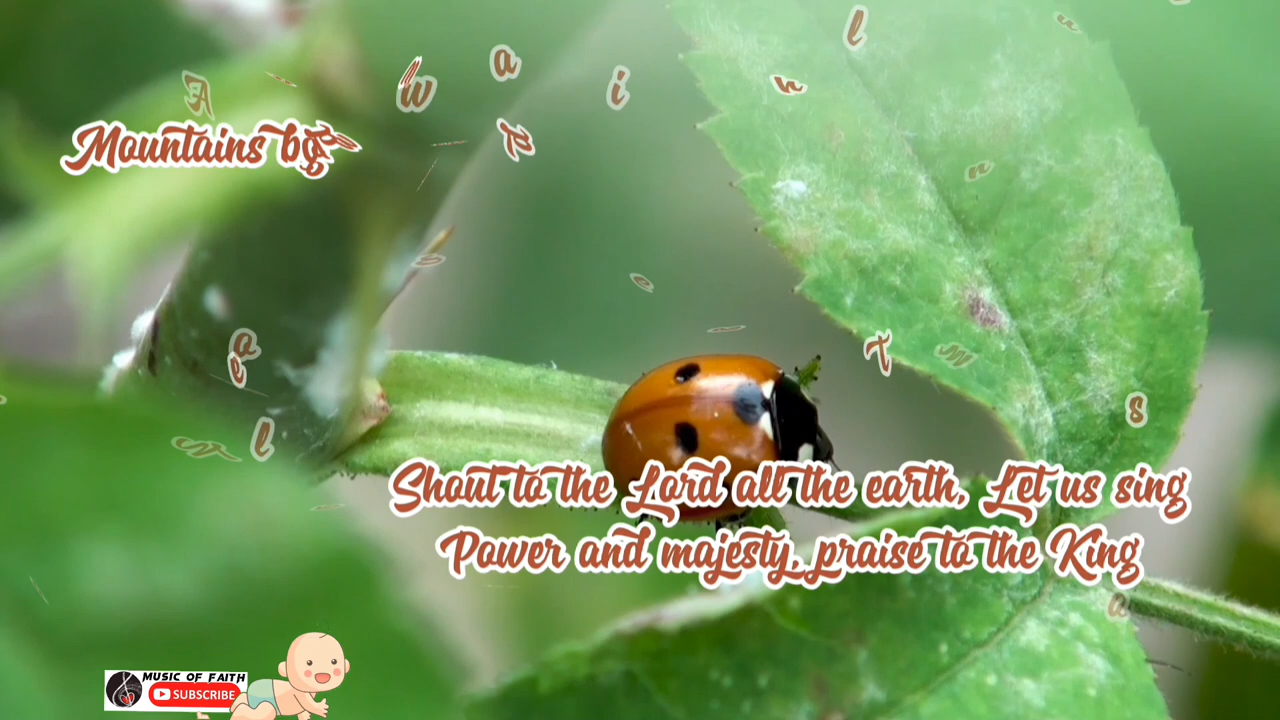 Mountains bo
Shout to the Lord all the earth, Let us sing
Power and majesty, praise to the King
MUSIC OF FAITH
SUBSCRIBE